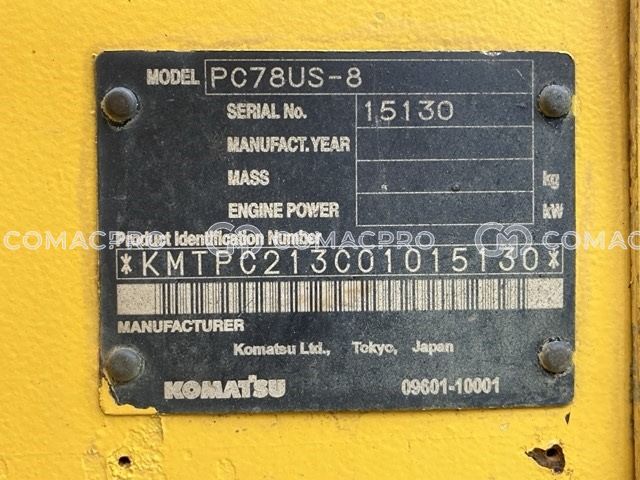 MODEL PC78US-8
SERIAL No. 15130
MANUFACT.YEAR
MASS kg
ENGINE POWER kW
COMACPRO COMACPRO COMACPRO
Product Identification Number
*KMTPC213C01015130*
MANUFACTURER
Komatsu Ltd., Tokyo, Japan
KOMATSU 09601-10001